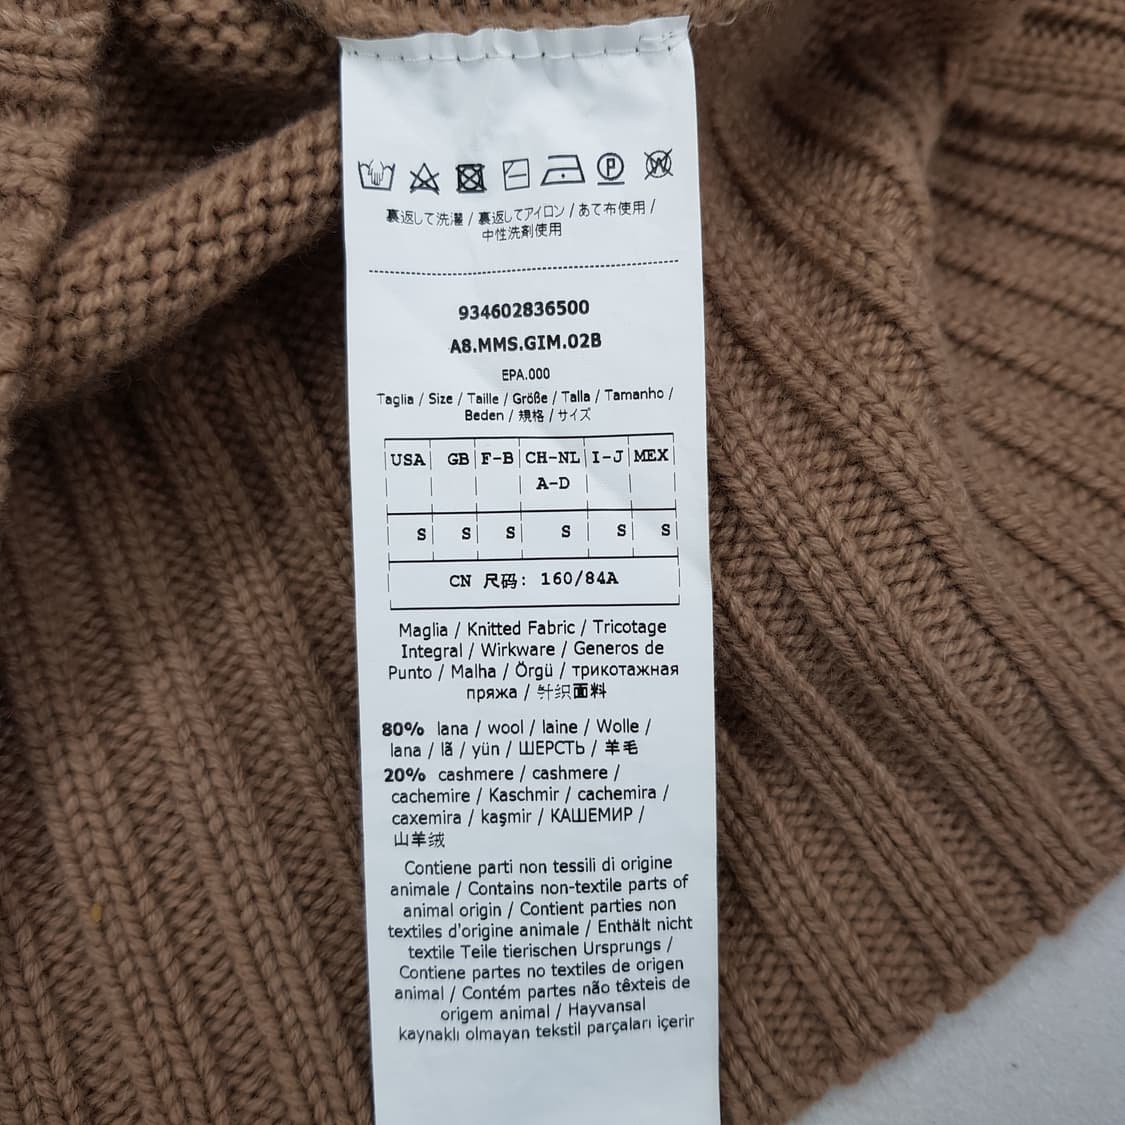 P W
裏返して洗濯 / 裏返してアイロン / あて布使用 /
中性洗剤使用
934602836500
A8.MMS.GIM.02B
EPA.000
Taglia / Size / Taille / Größe / Talla / Tamanho /
Beden / 規格 / サイズ
USA GB F-B CH-NL I-J MEX
A-D
S S S S S S
CN 尺码: 160/84A
Maglia / Knitted Fabric / Tricotage
Integral / Wirkware / Generos de
Punto / Malha / Örgü / трикотажная
пряжа / 针织面料
80% lana / wool / laine / Wolle /
lana / lã / yün / ШЕРСТЬ / 羊毛
20% cashmere / cashmere /
cachemire / Kaschmir / cachemira /
caxemira / kaşmir / КАШЕМИР /
山羊绒
Contiene parti non tessili di origine
animale / Contains non-textile parts of
animal origin / Contient parties non
textiles d'origine animale / Enthält nicht
textile Teile tierischen Ursprungs /
Contiene partes no textiles de origen
animal / Contém partes não têxteis de
origem animal / Hayvansal
kaynaklı olmayan tekstil parçaları içerir